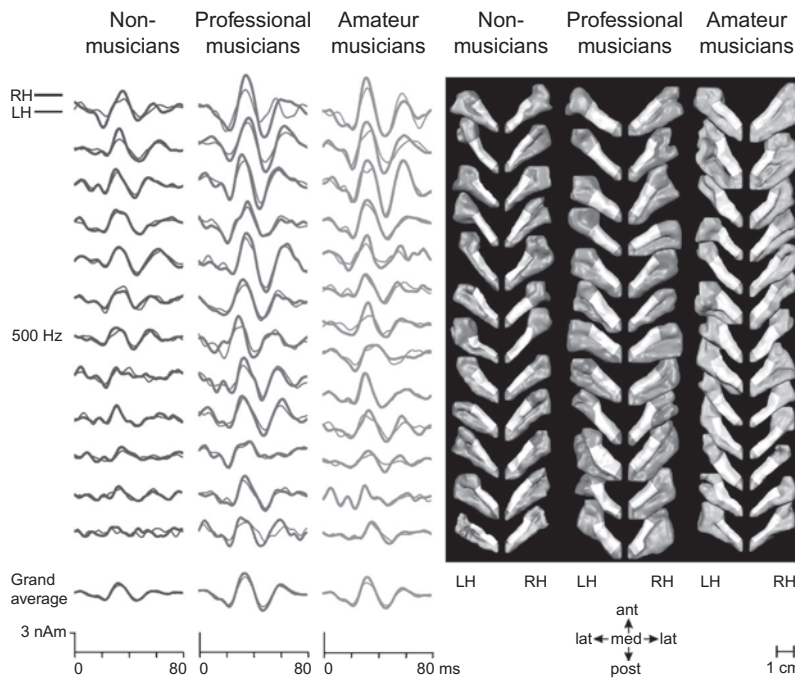 Non-
musicians
Professional
musicians
Amateur
musicians
Non-
musicians
Professional
musicians
Amateur
musicians
RH
LH
500 Hz
Grand
average
3 nAm
0 80 0 80 0 80 ms
LH RH LH RH LH RH
ant
lat med lat
post
1 cm